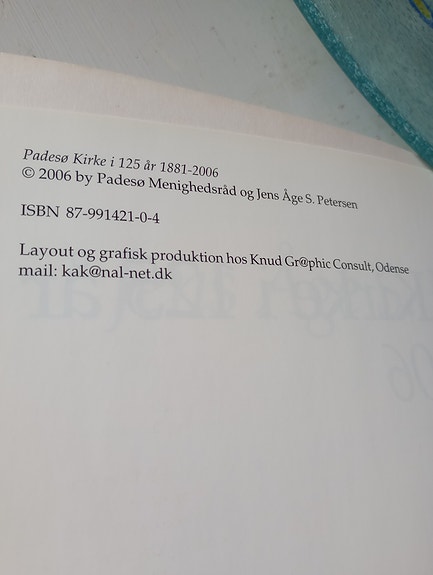 Padesø Kirke i 125 år 1881-2006
© 2006 by Padesø Menighedsråd og Jens Åge S. Petersen
ISBN 87-991421-0-4
Layout og grafisk produktion hos Knud Gr@phic Consult, Odense
mail: kak@nal-net.dk